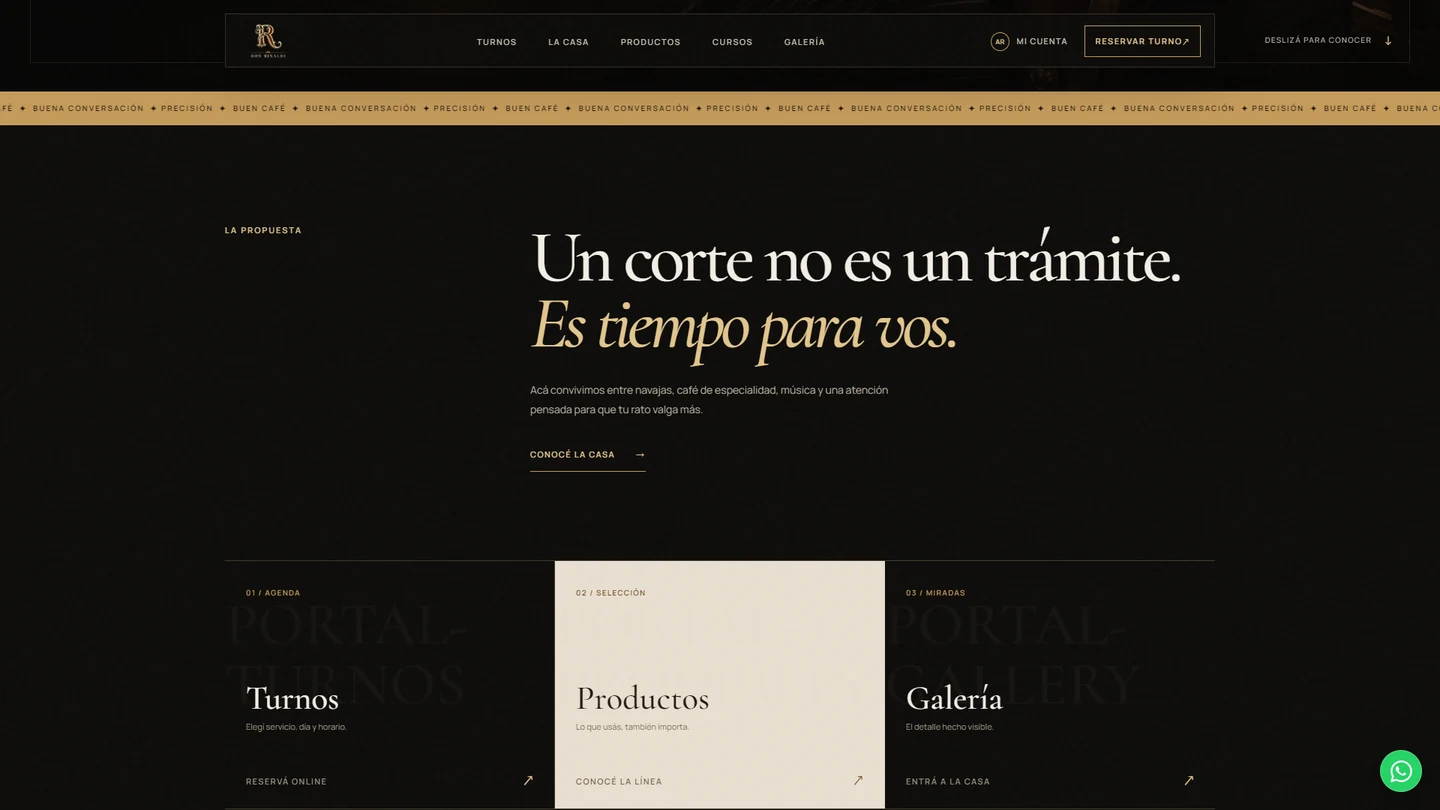 R
DON RINALDI
TURNOS
LA CASA
PRODUCTOS
CURSOS
GALERÍA
AR
MI CUENTA
RESERVAR TURNO↗
DESLIZÁ PARA CONOCER ↓
FÉ ✦ BUENA CONVERSACIÓN ✦ PRECISIÓN ✦ BUEN CAFÉ ✦ BUENA CONVERSACIÓN ✦ PRECISIÓN ✦ BUEN CAFÉ ✦ BUENA CONVERSACIÓN ✦ PRECISIÓN ✦ BUEN CAFÉ ✦ BUENA CONVERSACIÓN ✦ PRECISIÓN ✦ BUEN CAFÉ ✦ BUENA CONVERSACIÓN ✦ PRECISIÓN ✦ BUEN CAFÉ ✦ BUENA C
LA PROPUESTA
Un corte no es un trámite.
Es tiempo para vos.
Acá convivimos entre navajas, café de especialidad, música y una atención
pensada para que tu rato valga más.
CONOCÉ LA CASA →
01 / AGENDA
PORTAL-
TURNOS
Turnos
Elegí servicio, día y horario.
RESERVÁ ONLINE ↗
02 / SELECCIÓN
Productos
Lo que usás, también importa.
CONOCÉ LA LÍNEA ↗
03 / MIRADAS
PORTAL-
GALLERY
Galería
El detalle hecho visible.
ENTRÁ A LA CASA ↗